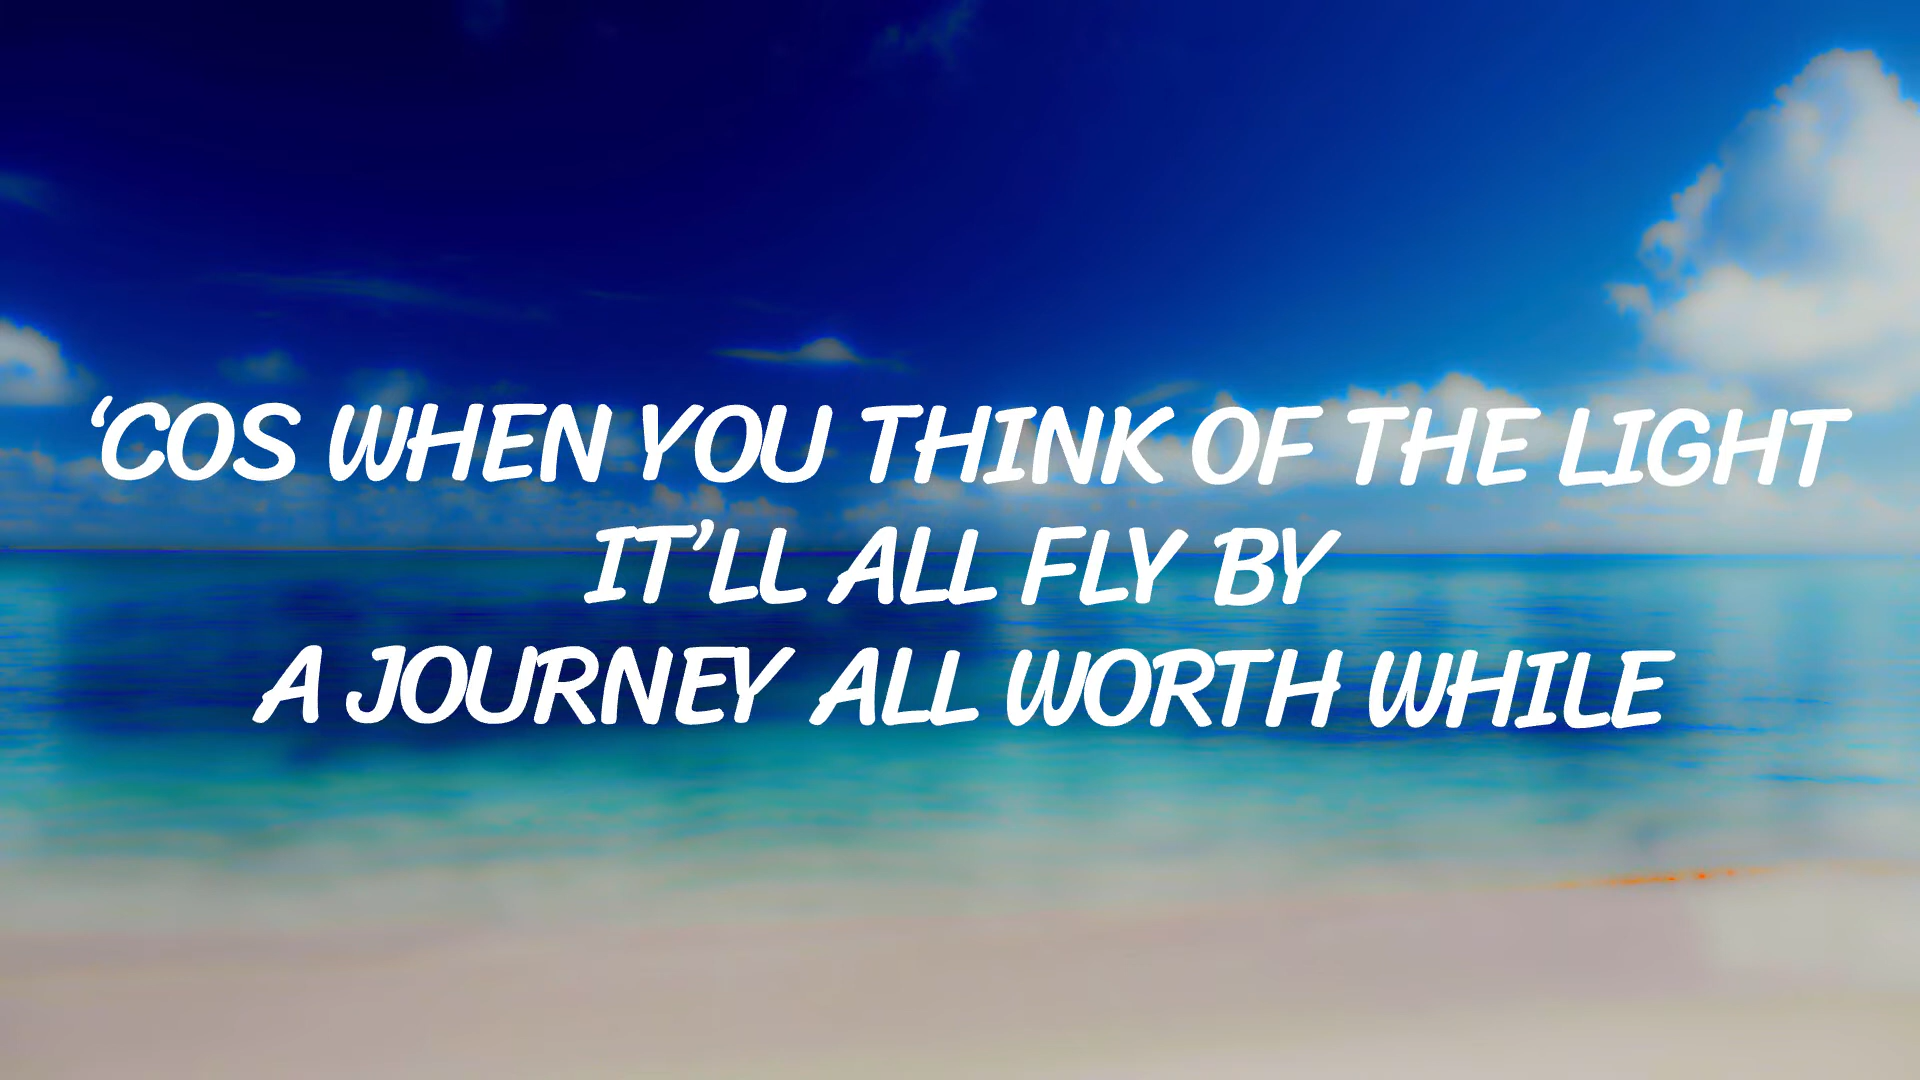 ‘COS WHEN YOU THINK OF THE LIGHT
IT’LL ALL FLY BY
A JOURNEY ALL WORTH WHILE